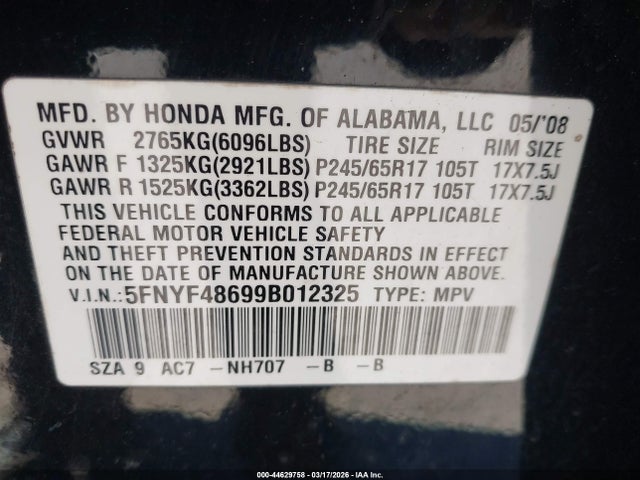 MFD. BY HONDA MFG. OF ALABAMA, LLC 05/'08
GVWR 2765KG(6096LBS) TIRE SIZE RIM SIZE
GAWR F 1325KG(2921LBS) P245/65R17 105T 17X7.5J
GAWR R 1525KG(3362LBS) P245/65R17 105T 17X7.5J
THIS VEHICLE CONFORMS TO ALL APPLICABLE
FEDERAL MOTOR VEHICLE SAFETY
AND THEFT PREVENTION STANDARDS IN EFFECT
ON DATE OF MANUFACTURE SHOWN ABOVE.
V.I.N.: 5FNYF48699B012325 TYPE: MPV
SZA 9 AC7 -NH707 -B -B
000-44629758 - 03/17/2026 - IAA Inc.